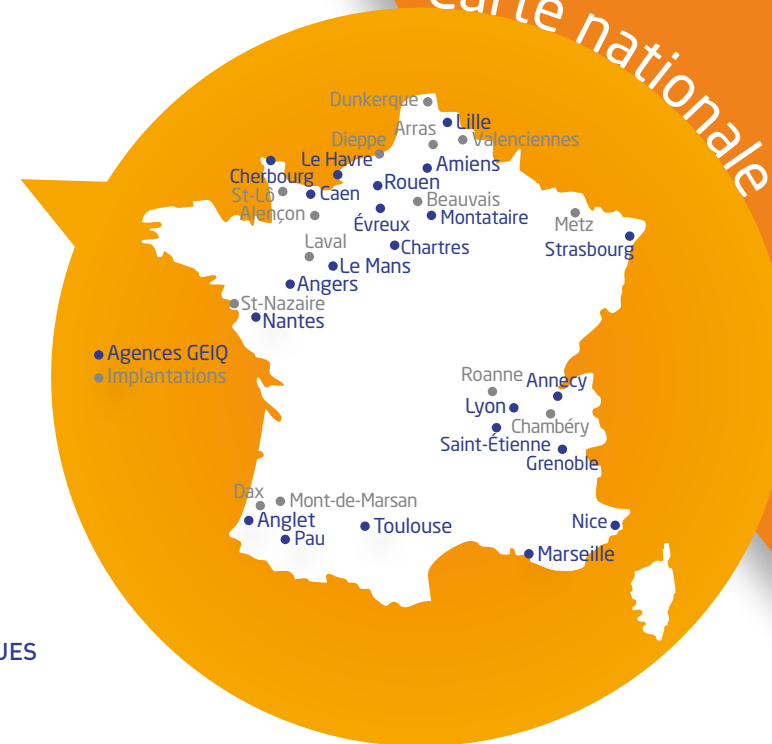 Carte nationale
Dunkerque
Lille
Arras
Valenciennes
Dieppe
Le Havre
Amiens
Cherbourg
Rouen
St-Lô
Caen
Beauvais
Alençon
Montataire
Évreux
Metz
Laval
Chartres
Strasbourg
Le Mans
Angers
St-Nazaire
Nantes
Agences GEIQ
Implantations
Roanne
Annecy
Lyon
Chambéry
Saint-Étienne
Grenoble
Dax
Mont-de-Marsan
Anglet
Toulouse
Nice
Pau
Marseille
UES